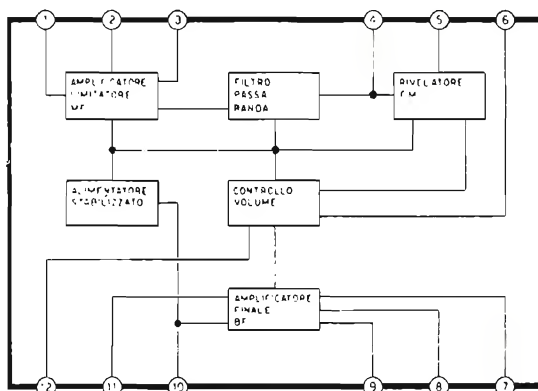 1 2 3 4 5 6
AMPLIFICATORE
LIMITATORE
MF
FILTRO
PASSA
BANDA
RIVELATORE
F.M.
ALIMENTATORE
STABILIZZATO
CONTROLLO
VOLUME
AMPLIFICATORE
FINALE
BF
12 11 10 9 8 7